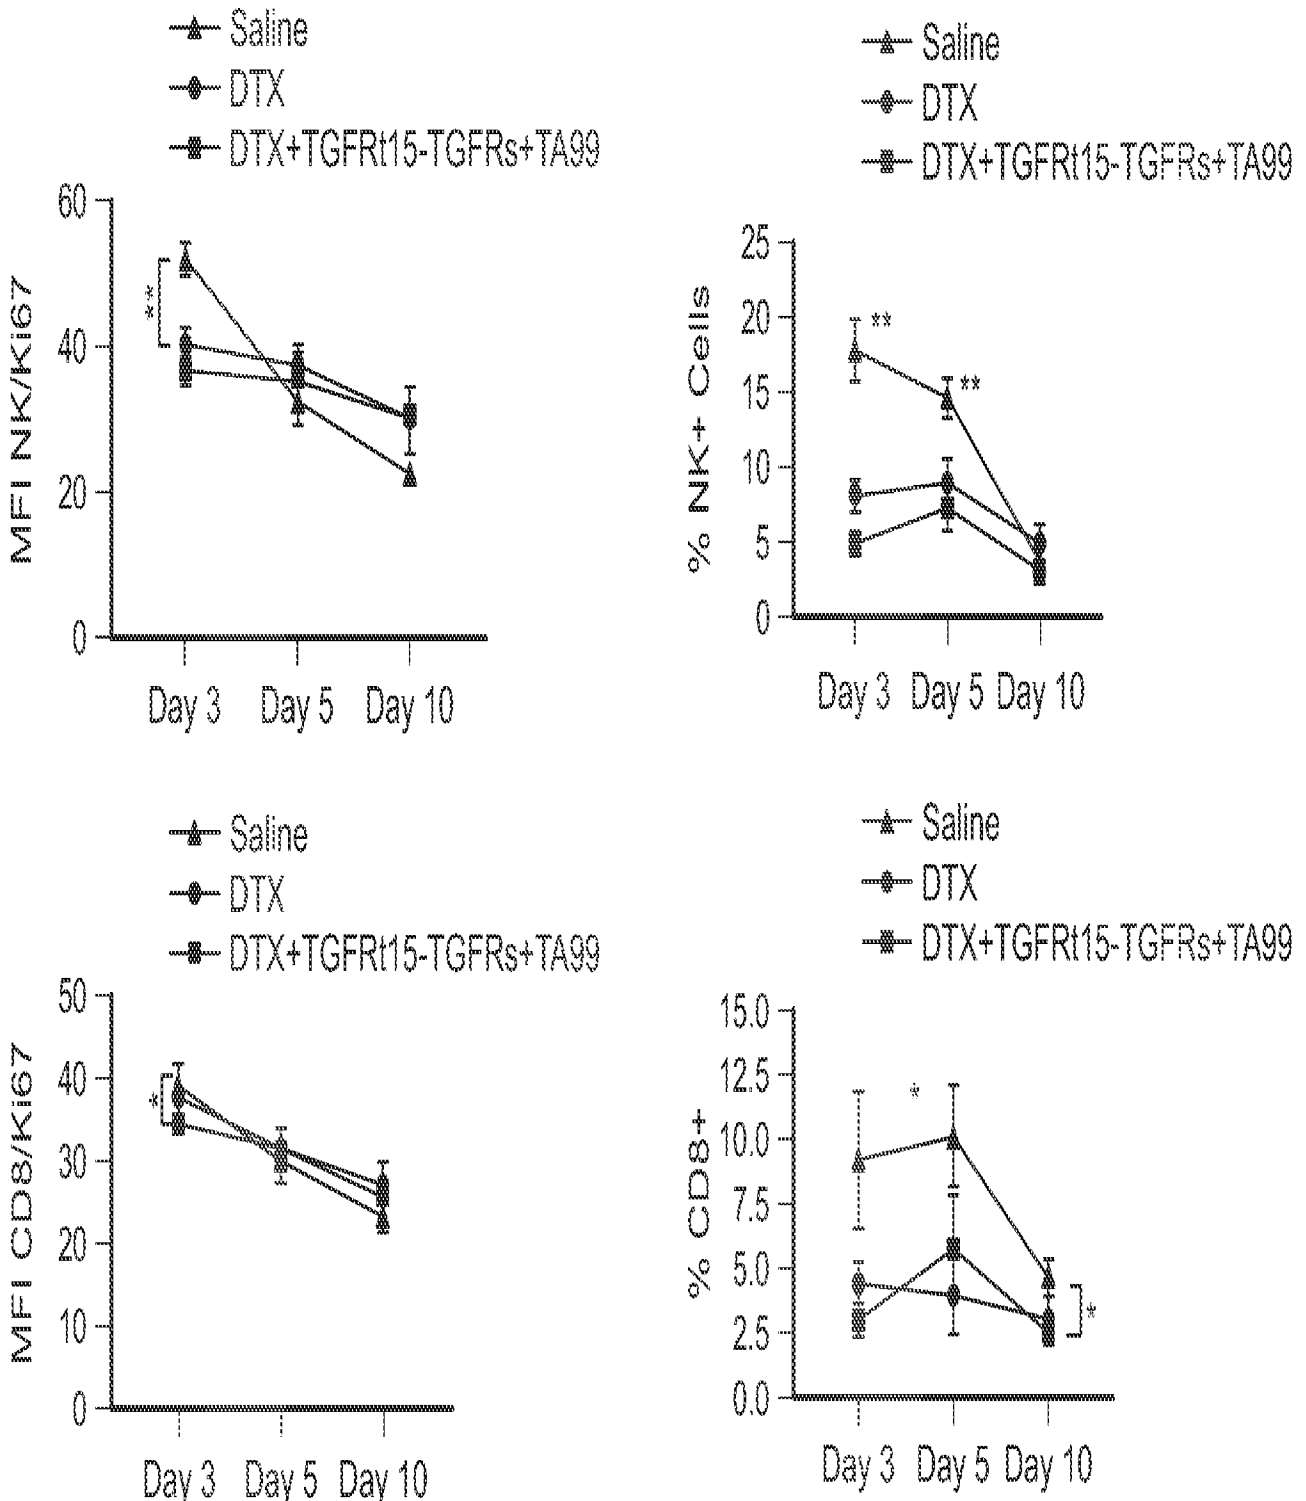 Saline
DTX
DTX+TGFRt15-TGFRs+TA99
60
40
20
0
MFI NK/Ki67
**
Day 3 Day 5 Day 10
Saline
DTX
DTX+TGFRt15-TGFRs+TA99
25
20
15
10
5
0
% NK+ Cells
**
**
Day 3 Day 5 Day 10
Saline
DTX
DTX+TGFRt15-TGFRs+TA99
50
40
30
20
10
0
MFI CD8/Ki67
*
Day 3 Day 5 Day 10
Saline
DTX
DTX+TGFRt15-TGFRs+TA99
15.0
12.5
10.0
7.5
5.0
2.5
0.0
% CD8+
*
*
Day 3 Day 5 Day 10